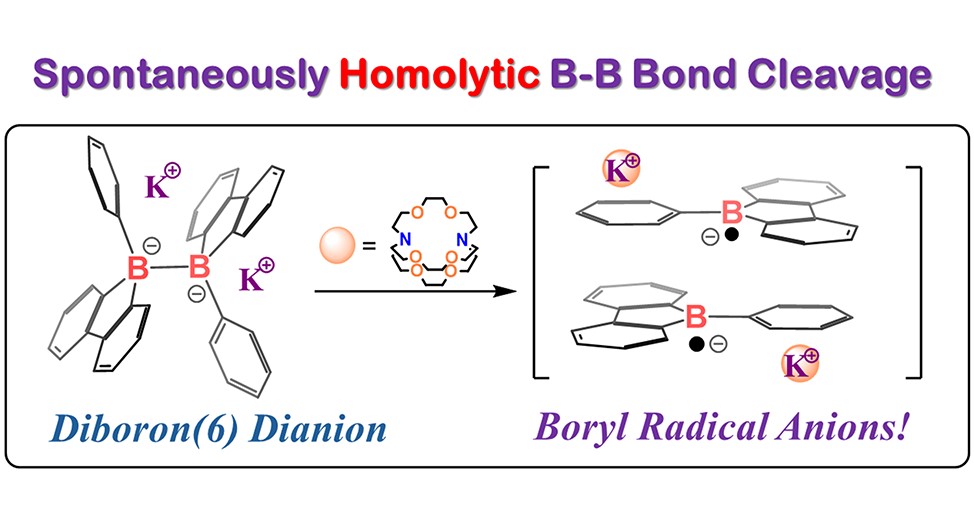 Spontaneously Homolytic B-B Bond Cleavage
K⊕
K⊕
B⊖
B
⊖
=
O O
N N
O O
O O
K⊕
B
⊖ •
B
• ⊖
K⊕
Diboron(6) Dianion
Boryl Radical Anions!